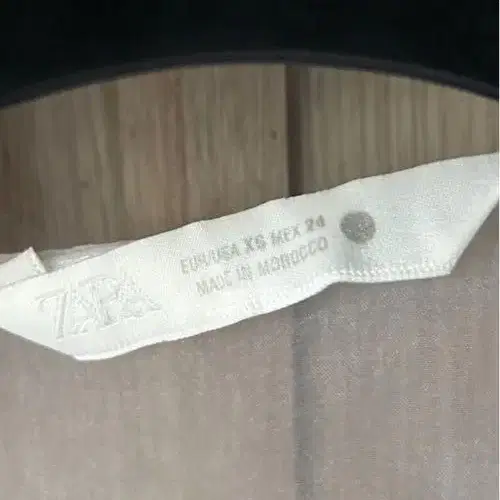 ZARA
EUR/USA XS MEX 24
MADE IN MOROCCO